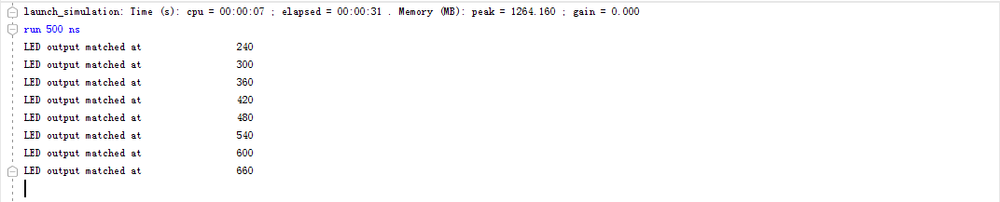 launch_simulation: Time (s): cpu = 00:00:07 ; elapsed = 00:00:31 . Memory (MB): peak = 1264.160 ; gain = 0.000
run 500 ns
LED output matched at 240
LED output matched at 300
LED output matched at 360
LED output matched at 420
LED output matched at 480
LED output matched at 540
LED output matched at 600
LED output matched at 660